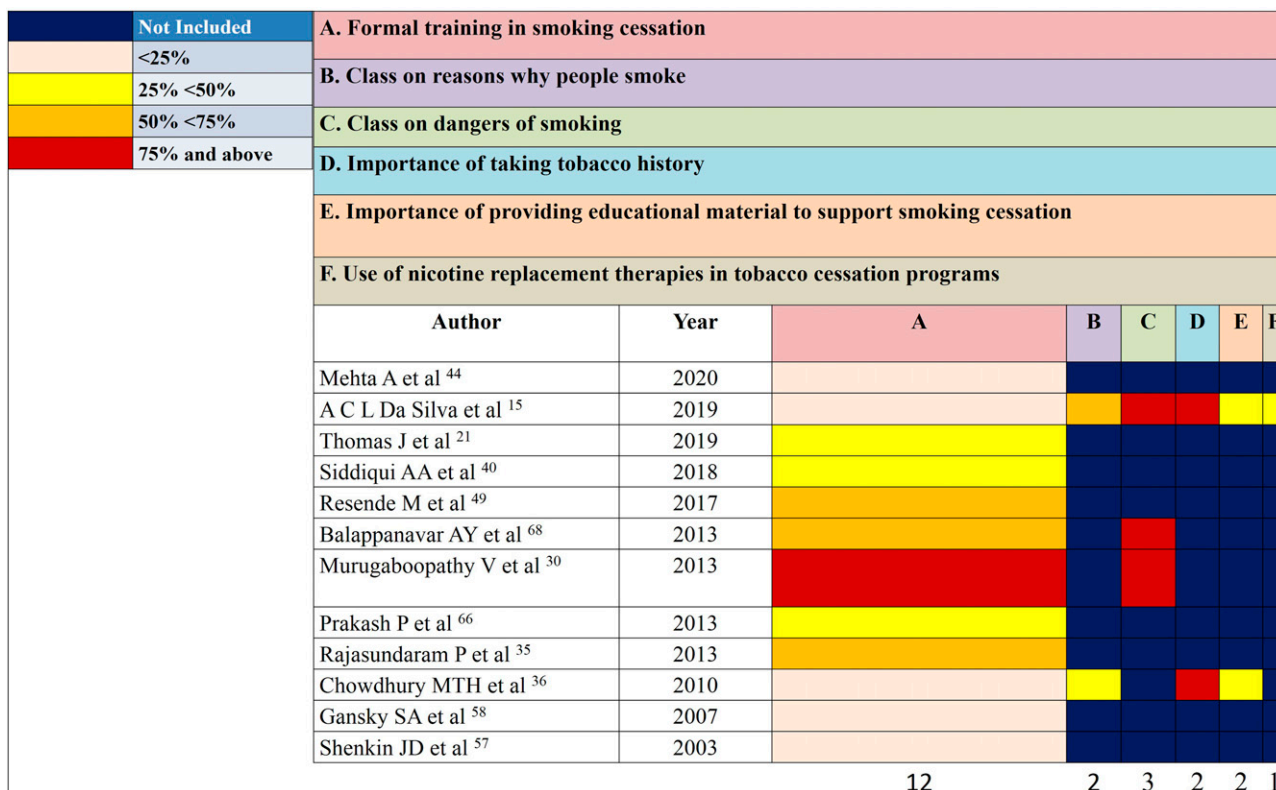 Not Included
<25%
25% <50%
50% <75%
75% and above
A. Formal training in smoking cessation
B. Class on reasons why people smoke
C. Class on dangers of smoking
D. Importance of taking tobacco history
E. Importance of providing educational material to support smoking cessation
F. Use of nicotine replacement therapies in tobacco cessation programs
Author Year A B C D E F
Mehta A et al 44 2020
A C L Da Silva et al 15 2019
Thomas J et al 21 2019
Siddiqui AA et al 40 2018
Resende M et al 49 2017
Balappanavar AY et al 68 2013
Murugaboopathy V et al 30 2013
Prakash P et al 66 2013
Rajasundaram P et al 35 2013
Chowdhury MTH et al 36 2010
Gansky SA et al 58 2007
Shenkin JD et al 57 2003
12 2 3 2 2 1